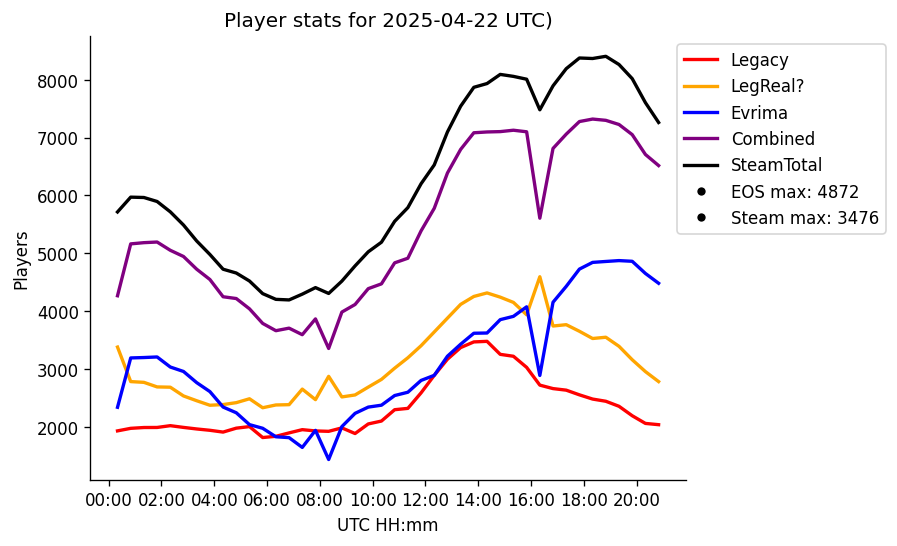 Player stats for 2025-04-22 UTC)
Legacy
LegReal?
Evrima
Combined
SteamTotal
EOS max: 4872
Steam max: 3476
Players
8000
7000
6000
5000
4000
3000
2000
00:00 02:00 04:00 06:00 08:00 10:00 12:00 14:00 16:00 18:00 20:00
UTC HH:mm